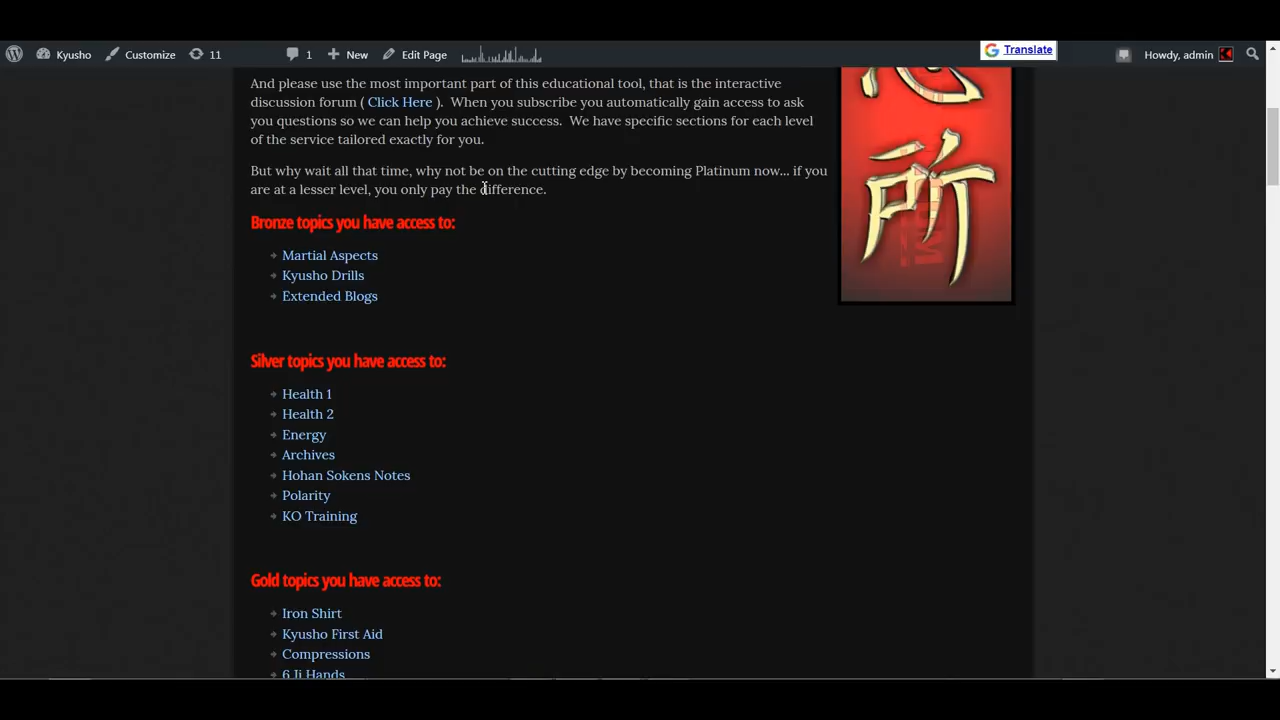 Kyusho Customize 11 1 New Edit Page Translate Howdy, admin
And please use the most important part of this educational tool, that is the interactive
discussion forum ( Click Here ). When you subscribe you automatically gain access to ask
you questions so we can help you achieve success. We have specific sections for each level
of the service tailored exactly for you.
But why wait all that time, why not be on the cutting edge by becoming Platinum now... if you
are at a lesser level, you only pay the difference.
Bronze topics you have access to:
Martial Aspects
Kyusho Drills
Extended Blogs
Silver topics you have access to:
Health 1
Health 2
Energy
Archives
Hohan Sokens Notes
Polarity
KO Training
Gold topics you have access to:
Iron Shirt
Kyusho First Aid
Compressions
6 Ji Hands
所